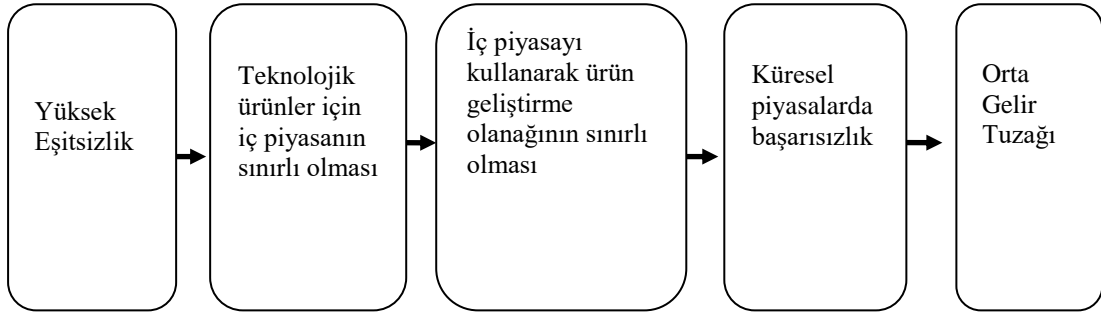 Yüksek
Eşitsizlik
Teknolojik
ürünler için
iç piyasanın
sınırlı olması
İç piyasayı
kullanarak ürün
geliştirme
olanağının sınırlı
olması
Küresel
piyasalarda
başarısızlık
Orta
Gelir
Tuzağı